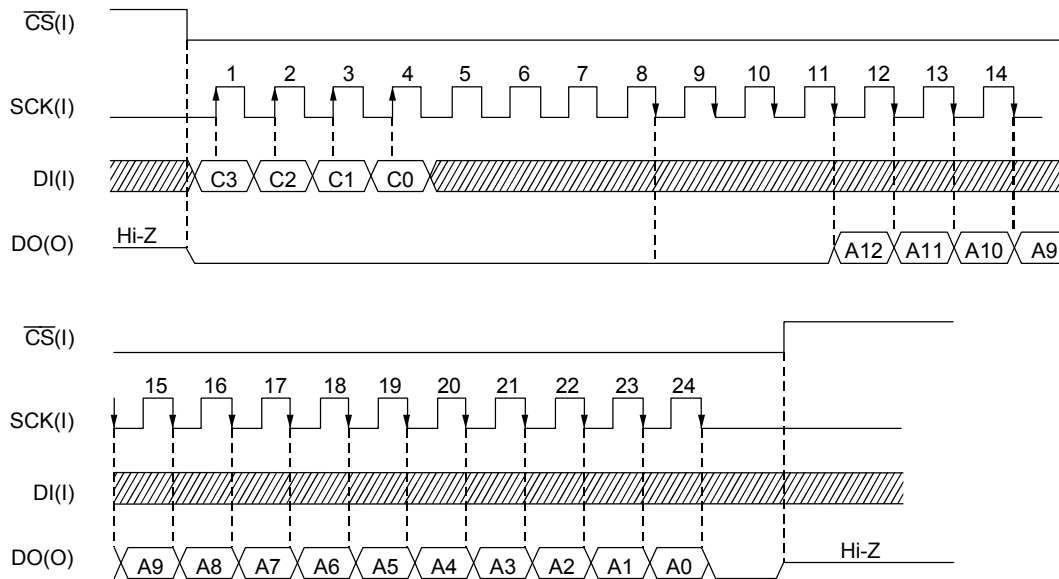 CS(I)
1 2 3 4 5 6 7 8 9 10 11 12 13 14
SCK(I)
DI(I) C3 C2 C1 C0
DO(O) Hi-Z A12 A11 A10 A9
CS(I)
15 16 17 18 19 20 21 22 23 24
SCK(I)
DI(I)
DO(O) A9 A8 A7 A6 A5 A4 A3 A2 A1 A0 Hi-Z